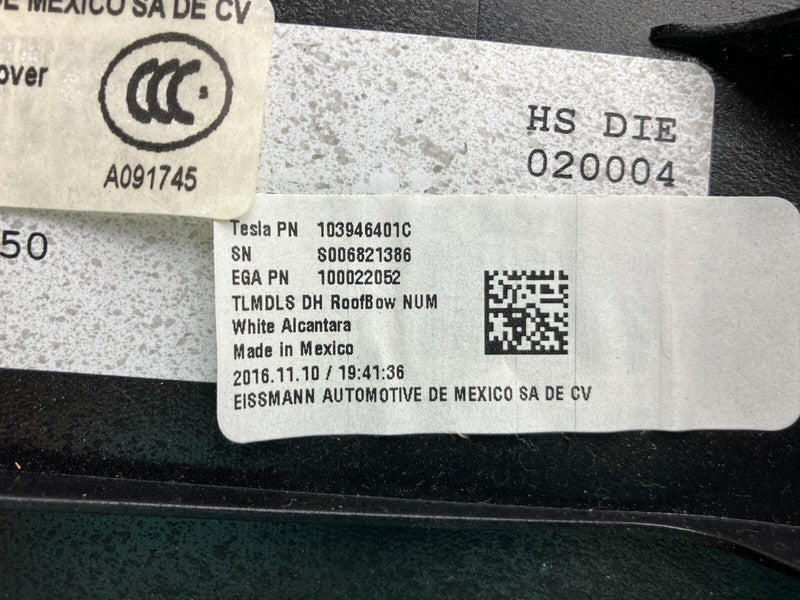 DE MEXICO SA DE CV
over
CCC S
A091745
HS DIE
020004
50
Tesla PN 103946401C
SN S006821386
EGA PN 100022052
TLMDLS DH RoofBow NUM
White Alcantara
Made in Mexico
2016.11.10 / 19:41:36
EISSMANN AUTOMOTIVE DE MEXICO SA DE CV